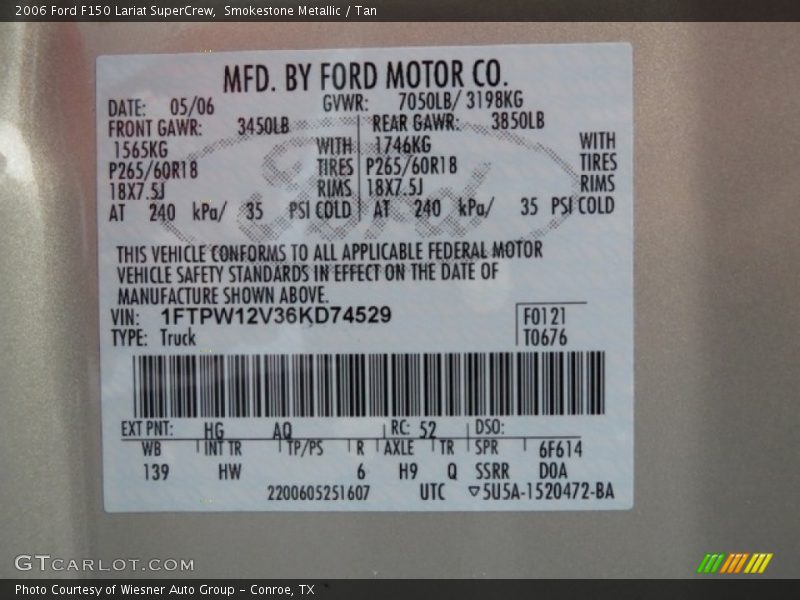 2006 Ford F150 Lariat SuperCrew,  Smokestone Metallic / Tan
MFD. BY FORD MOTOR CO.
DATE: 05/06 GVWR: 7050LB/ 3198KG
FRONT GAWR: 3450LB REAR GAWR: 3850LB
1565KG WITH 1746KG WITH
P265/60R18 TIRES P265/60R18 TIRES
18X7.5J RIMS 18X7.5J RIMS
AT 240 kPa/ 35 PSI COLD AT 240 kPa/ 35 PSI COLD
Ford
THIS VEHICLE CONFORMS TO ALL APPLICABLE FEDERAL MOTOR
VEHICLE SAFETY STANDARDS IN EFFECT ON THE DATE OF
MANUFACTURE SHOWN ABOVE.
VIN: 1FTPW12V36KD74529 F0121
TYPE: Truck T0676
EXT PNT: HG AQ RC: 52 DSO:
WB INT TR TP/PS R AXLE TR SPR 6F614
139 HW 6 H9 Q SSRR D0A
2200605251607 UTC ▽5U5A-1520472-BA
GTCARLOT.COM
Photo Courtesy of Wiesner Auto Group - Conroe, TX